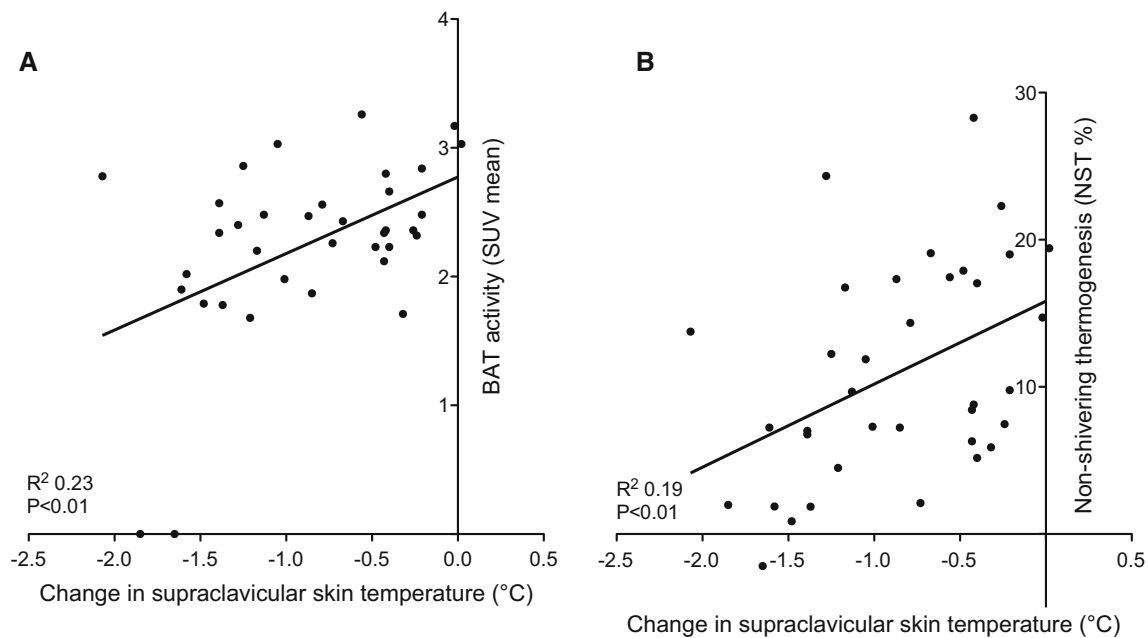 A
4
3
2
1
BAT activity (SUV mean)
R² 0.23
P<0.01
-2.5 -2.0 -1.5 -1.0 -0.5 0.0 0.5
Change in supraclavicular skin temperature (°C)
B
30
20
10
Non-shivering thermogenesis (NST %)
R² 0.19
P<0.01
-2.5 -2.0 -1.5 -1.0 -0.5 0.5
Change in supraclavicular skin temperature (°C)